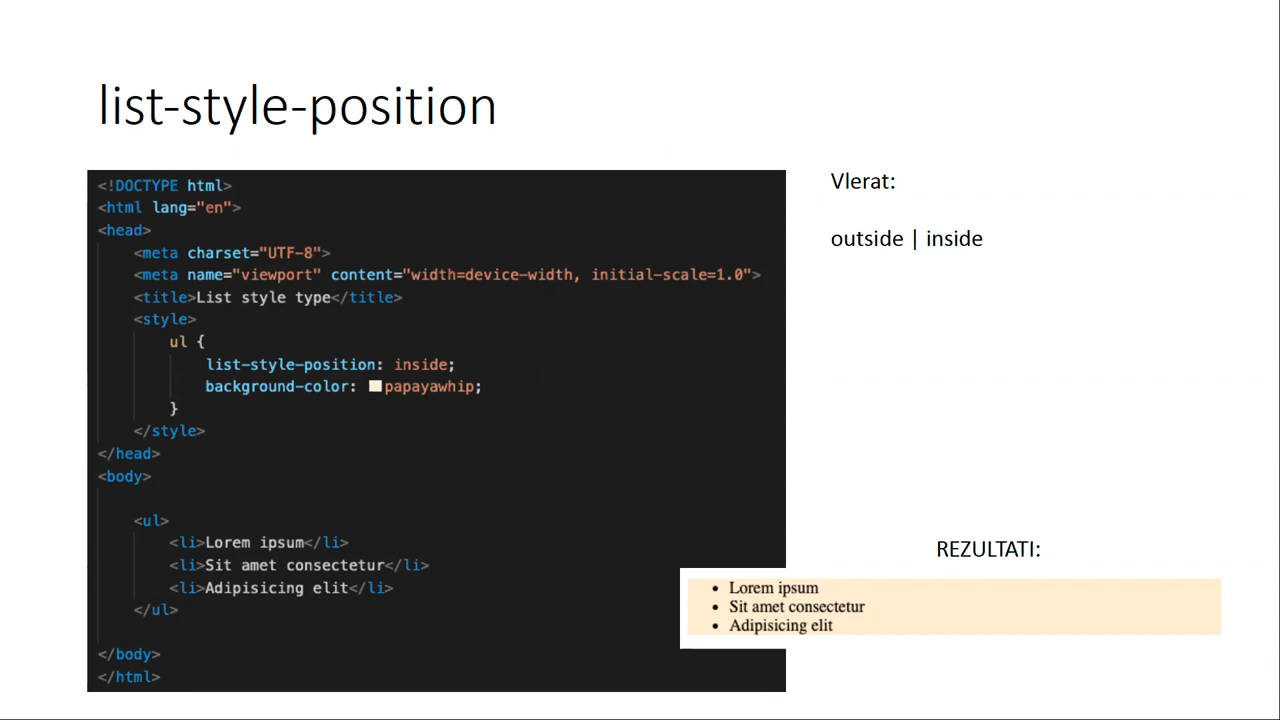 list-style-position
<!DOCTYPE html>
<html lang="en">
<head>
<meta charset="UTF-8">
<meta name="viewport" content="width=device-width, initial-scale=1.0">
<title>List style type</title>
<style>
ul {
list-style-position: inside;
background-color: papayawhip;
}
</style>
</head>
<body>
<ul>
<li>Lorem ipsum</li>
<li>Sit amet consectetur</li>
<li>Adipisicing elit</li>
</ul>
</body>
</html>
Vlerat:
outside | inside
REZULTATI:
• Lorem ipsum
• Sit amet consectetur
• Adipisicing elit